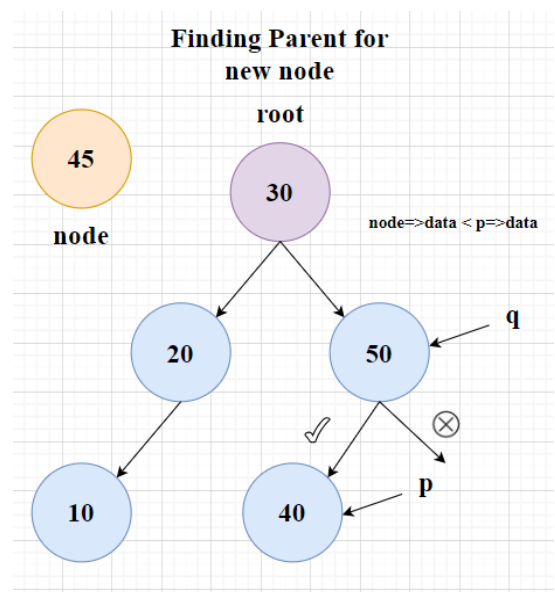 Finding Parent for
new node
root
45
30
node
node=>data < p=>data
q
20
50
p
10
40